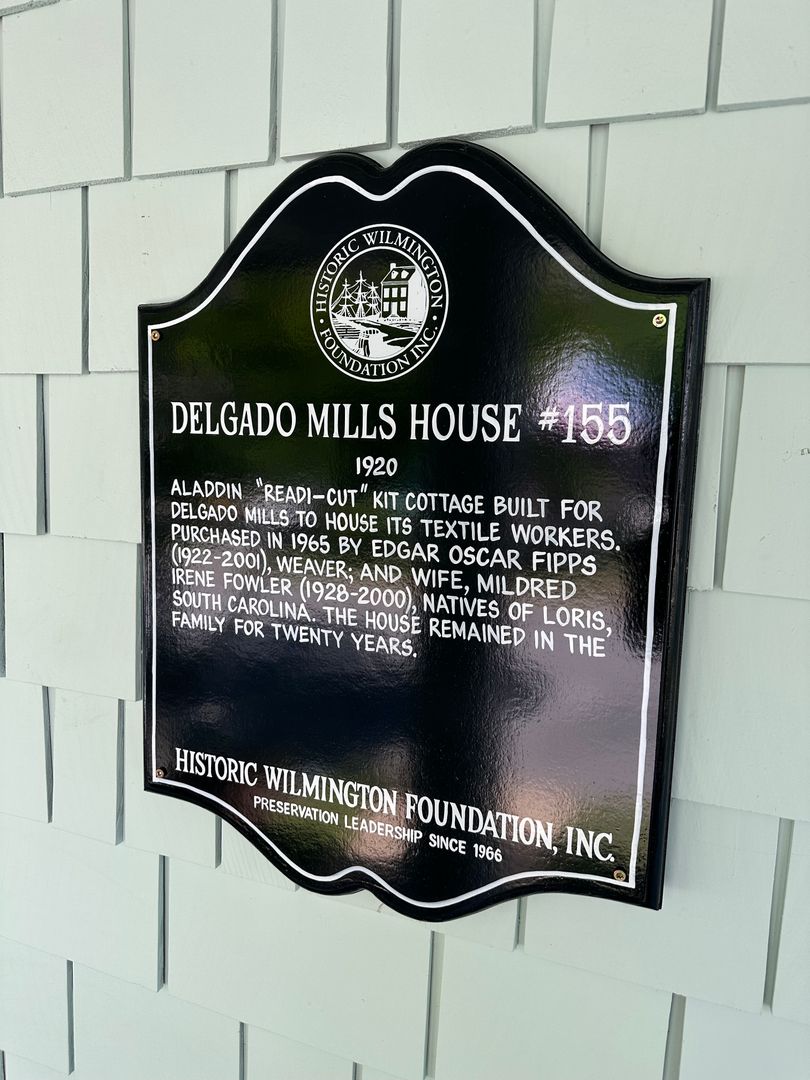 • HISTORIC WILMINGTON •
FOUNDATION INC.
DELGADO MILLS HOUSE #155
1920
ALADDIN "READI-CUT" KIT COTTAGE BUILT FOR
DELGADO MILLS TO HOUSE ITS TEXTILE WORKERS.
PURCHASED IN 1965 BY EDGAR OSCAR FIPPS
(1922-2001), WEAVER; AND WIFE, MILDRED
IRENE FOWLER (1928-2000), NATIVES OF LORIS,
SOUTH CAROLINA. THE HOUSE REMAINED IN THE
FAMILY FOR TWENTY YEARS.
HISTORIC WILMINGTON FOUNDATION, INC.
PRESERVATION LEADERSHIP SINCE 1966